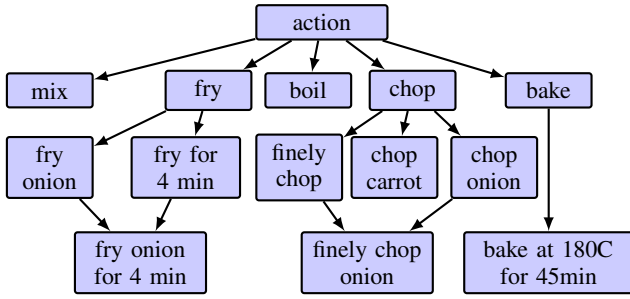 action
mix
fry
boil
chop
bake
fry
onion
fry for
4 min
finely
chop
chop
carrot
chop
onion
fry onion
for 4 min
finely chop
onion
bake at 180C
for 45min